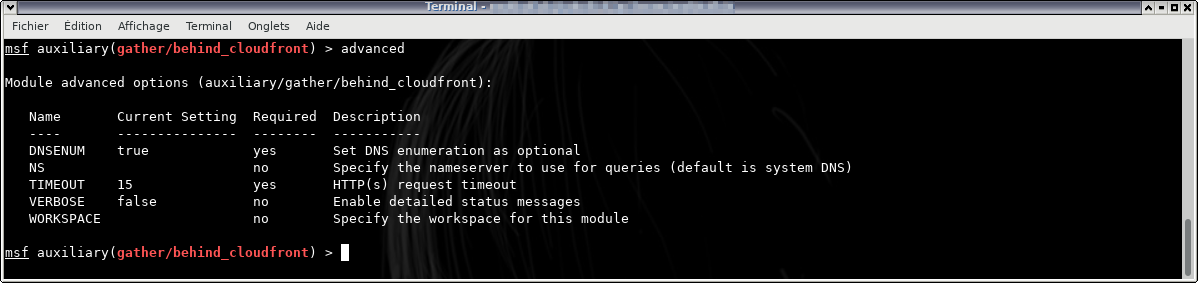 Terminal -
Fichier Édition Affichage Terminal Onglets Aide
msf auxiliary(gather/behind_cloudfront) > advanced
Module advanced options (auxiliary/gather/behind_cloudfront):
Name Current Setting Required Description
---- --------------- -------- -----------
DNSENUM true yes Set DNS enumeration as optional
NS no Specify the nameserver to use for queries (default is system DNS)
TIMEOUT 15 yes HTTP(s) request timeout
VERBOSE false no Enable detailed status messages
WORKSPACE no Specify the workspace for this module
msf auxiliary(gather/behind_cloudfront) >